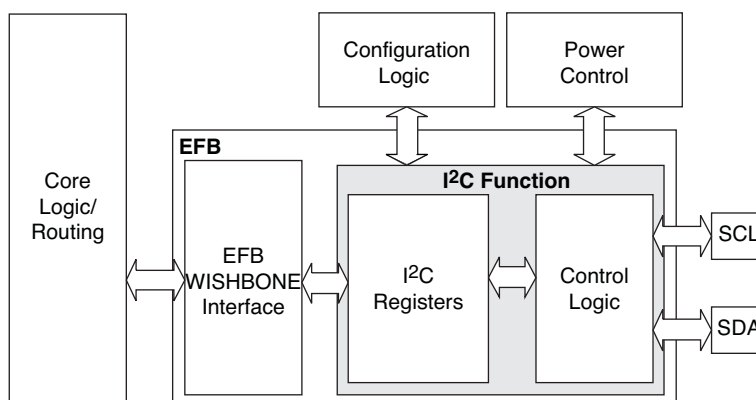 Configuration
Logic
Power
Control
EFB
I²C Function
Core
Logic/
Routing
EFB
WISHBONE
Interface
I²C
Registers
Control
Logic
SCL
SDA